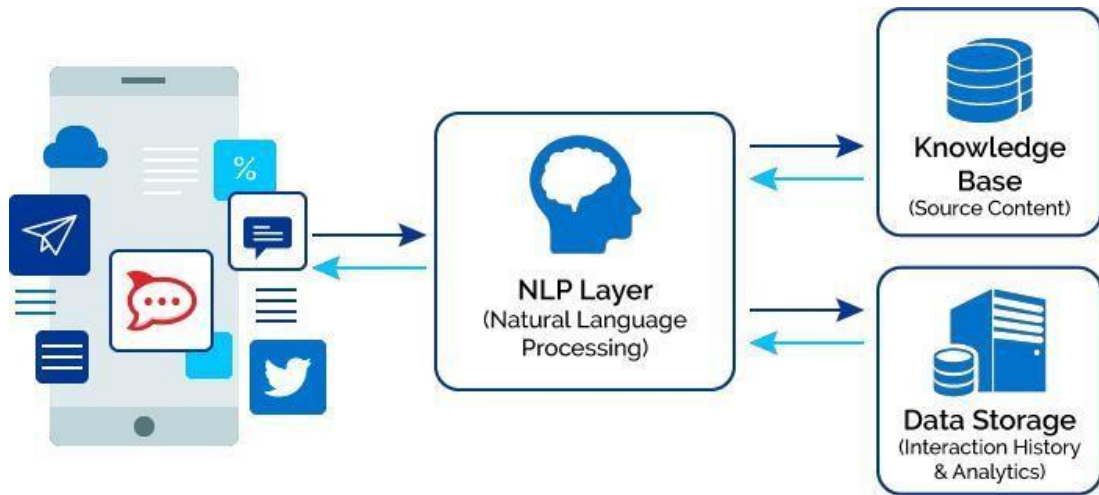 %
NLP Layer
(Natural Language
Processing)
Knowledge
Base
(Source Content)
Data Storage
(Interaction History
& Analytics)